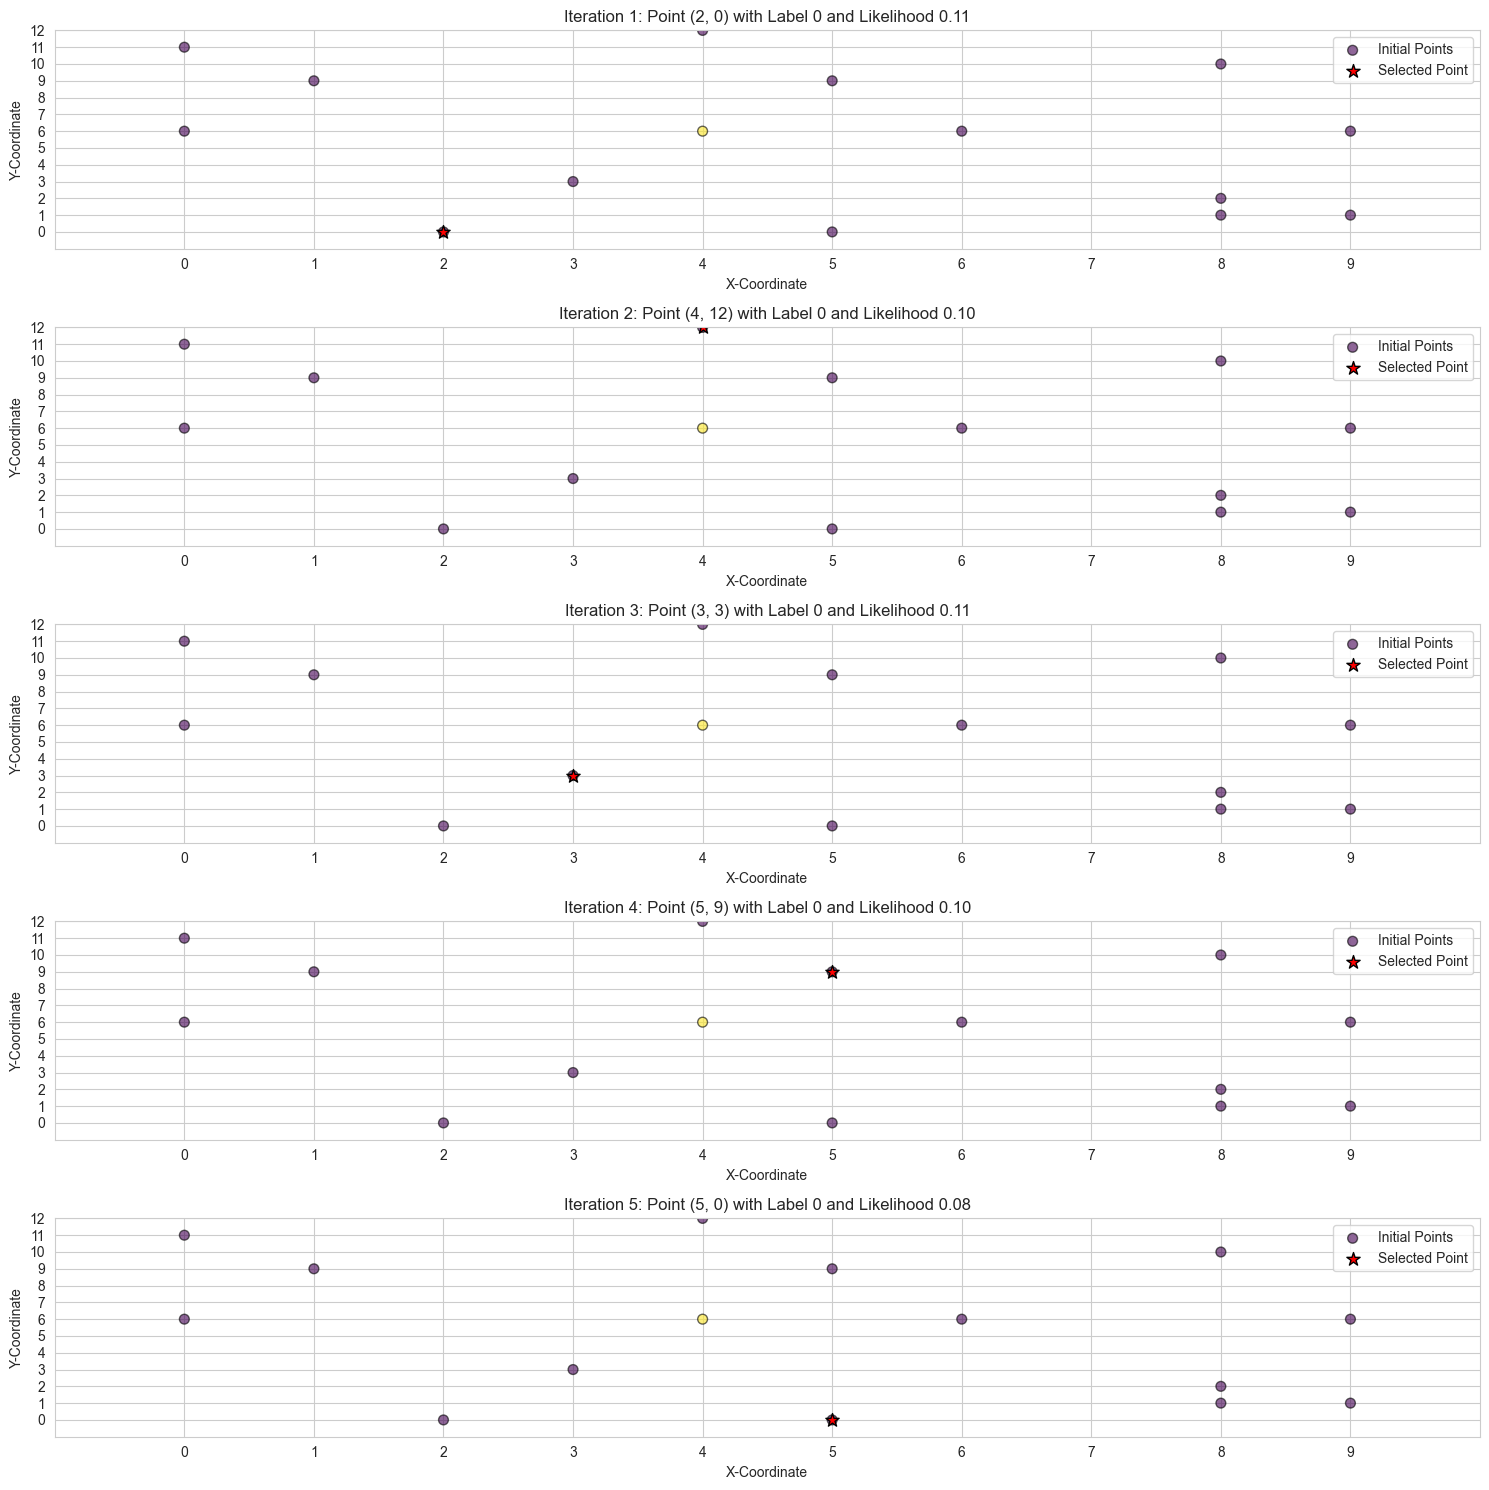 Iteration 1: Point (2, 0) with Label 0 and Likelihood 0.11
12
11
10
9
8
7
6
5
4
3
2
1
0
Y-Coordinate
Initial Points
Selected Point
0 1 2 3 4 5 6 7 8 9
X-Coordinate
Iteration 2: Point (4, 12) with Label 0 and Likelihood 0.10
12
11
10
9
8
7
6
5
4
3
2
1
0
Y-Coordinate
Initial Points
Selected Point
0 1 2 3 4 5 6 7 8 9
X-Coordinate
Iteration 3: Point (3, 3) with Label 0 and Likelihood 0.11
12
11
10
9
8
7
6
5
4
3
2
1
0
Y-Coordinate
Initial Points
Selected Point
0 1 2 3 4 5 6 7 8 9
X-Coordinate
Iteration 4: Point (5, 9) with Label 0 and Likelihood 0.10
12
11
10
9
8
7
6
5
4
3
2
1
0
Y-Coordinate
Initial Points
Selected Point
0 1 2 3 4 5 6 7 8 9
X-Coordinate
Iteration 5: Point (5, 0) with Label 0 and Likelihood 0.08
12
11
10
9
8
7
6
5
4
3
2
1
0
Y-Coordinate
Initial Points
Selected Point
0 1 2 3 4 5 6 7 8 9
X-Coordinate